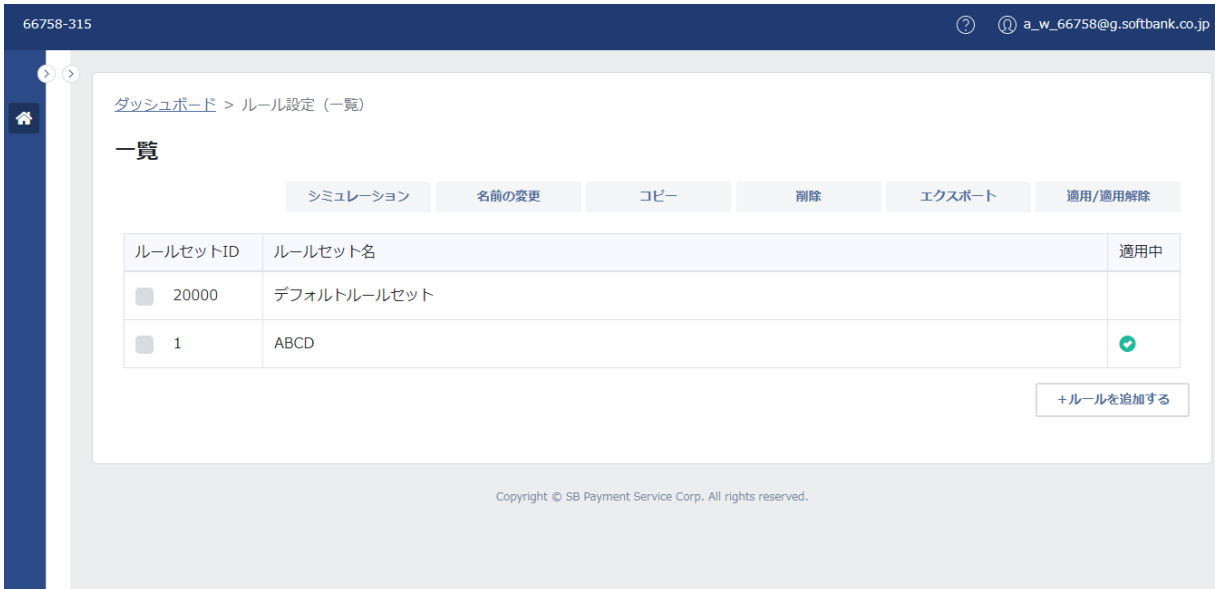 66758-315
a_w_66758@g.softbank.co.jp
ダッシュボード > ルール設定（一覧）
一覧
シミュレーション 名前の変更 コピー 削除 エクスポート 適用/適用解除
ルールセットID ルールセット名 適用中
20000 デフォルトルールセット
1 ABCD
+ルールを追加する
Copyright © SB Payment Service Corp. All rights reserved.